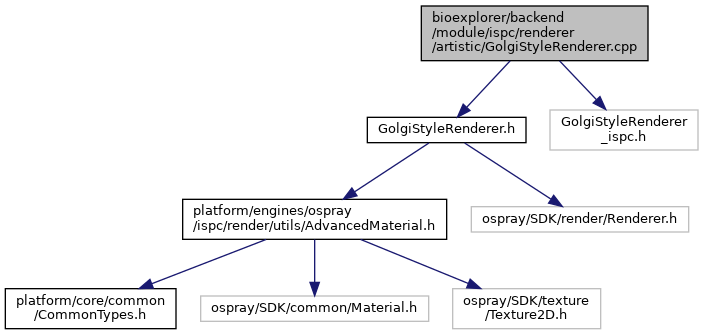 bioexplorer/backend
/module/ispc/renderer
/artistic/GolgiStyleRenderer.cpp
GolgiStyleRenderer.h
GolgiStyleRenderer
_ispc.h
platform/engines/ospray
/ispc/render/utils/AdvancedMaterial.h
ospray/SDK/render/Renderer.h
platform/core/common
/CommonTypes.h
ospray/SDK/common/Material.h
ospray/SDK/texture
/Texture2D.h